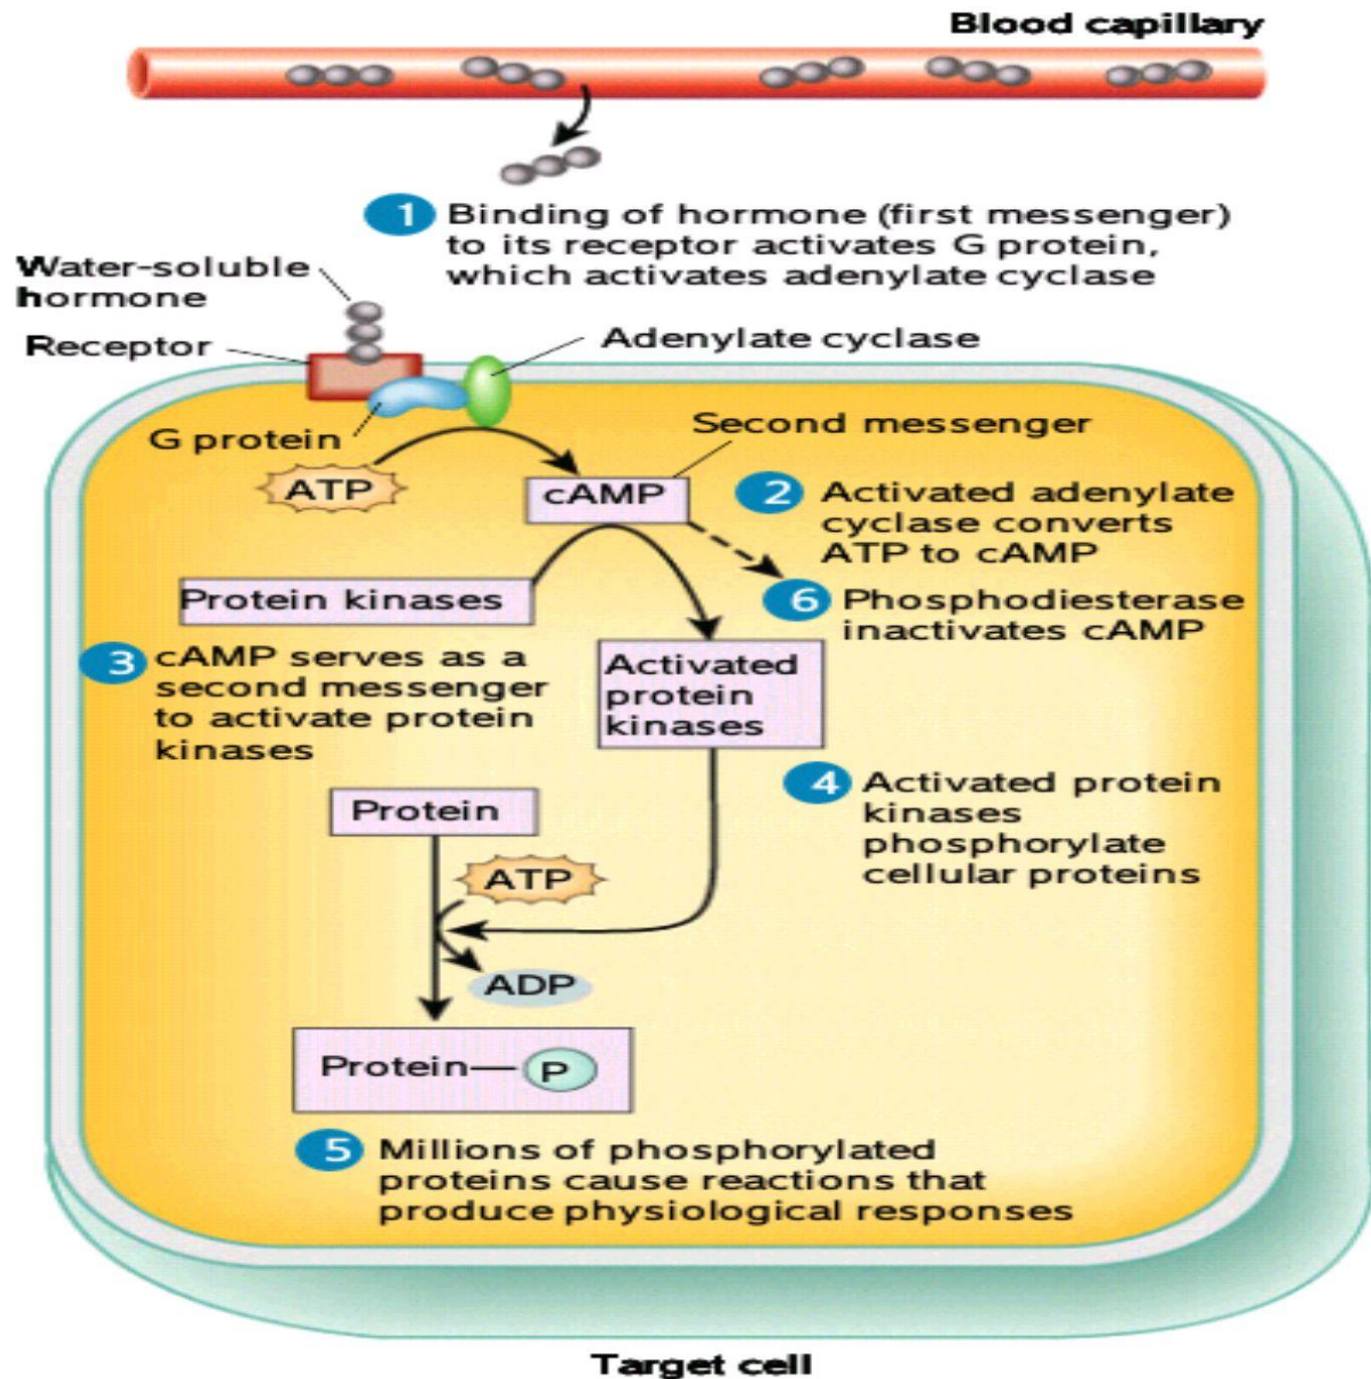 Blood capillary
1 Binding of hormone (first messenger)
to its receptor activates G protein,
which activates adenylate cyclase
Water-soluble
hormone
Receptor
Adenylate cyclase
G protein
Second messenger
ATP
cAMP
2 Activated adenylate
cyclase converts
ATP to cAMP
Protein kinases
6 Phosphodiesterase
inactivates cAMP
3 cAMP serves as a
second messenger
to activate protein
kinases
Activated
protein
kinases
4 Activated protein
kinases
phosphorylate
cellular proteins
Protein
ATP
ADP
Protein—P
5 Millions of phosphorylated
proteins cause reactions that
produce physiological responses
Target cell